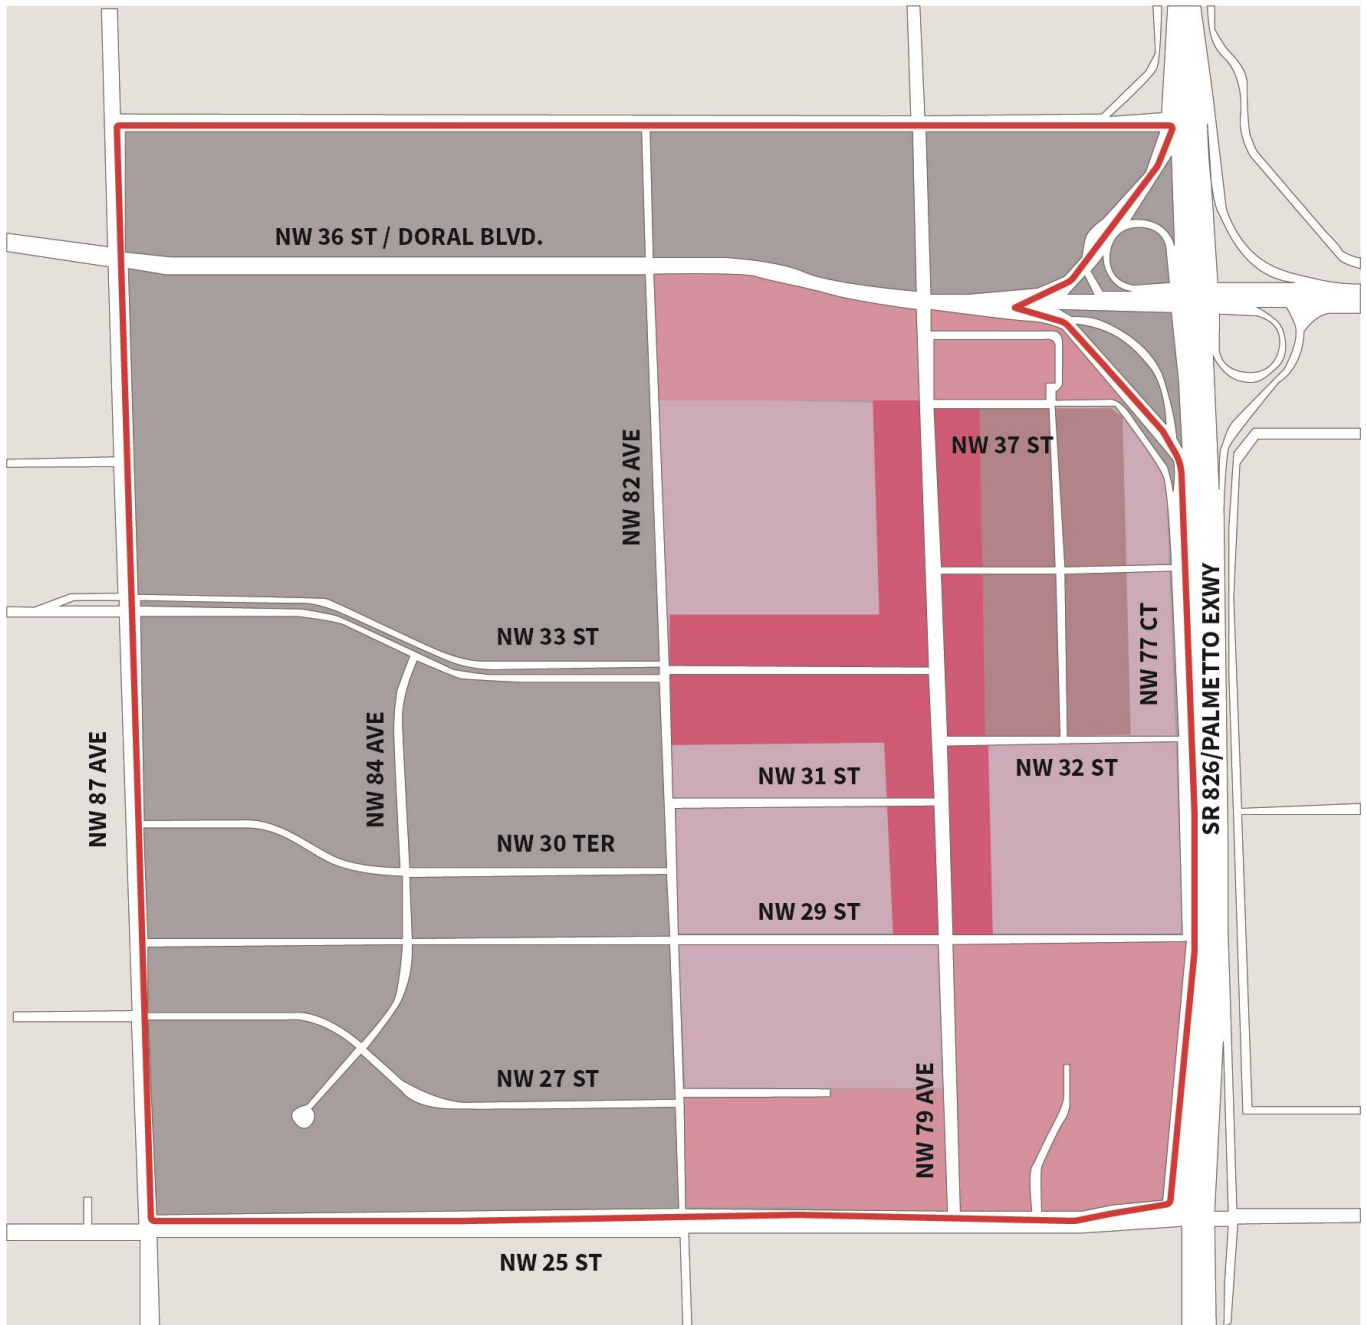 NW 36 ST / DORAL BLVD.
NW 37 ST
NW 82 AVE
NW 33 ST
NW 77 CT
SR 826/PALMETTO EXWY
NW 84 AVE
NW 87 AVE
NW 31 ST
NW 32 ST
NW 30 TER
NW 29 ST
NW 27 ST
NW 79 AVE
NW 25 ST